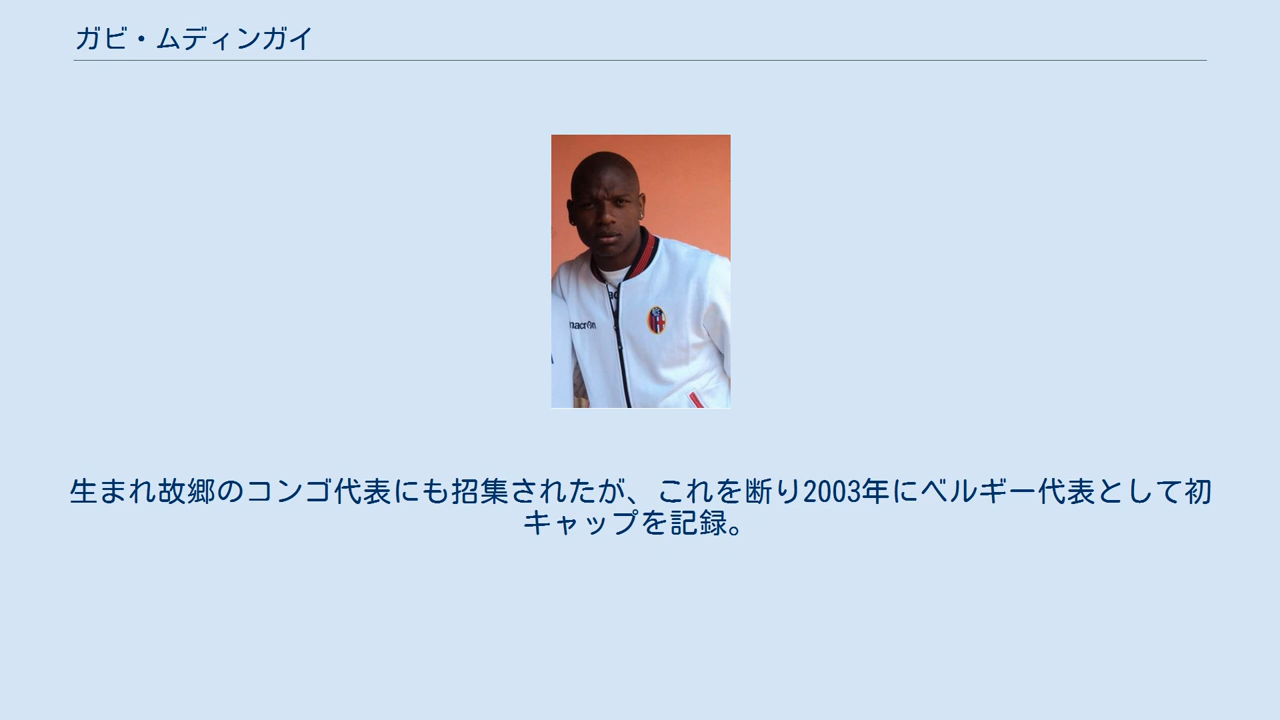 ガビ・ムディンガイ
macron
生まれ故郷のコンゴ代表にも招集されたが、これを断り2003年にベルギー代表として初
キャップを記録。